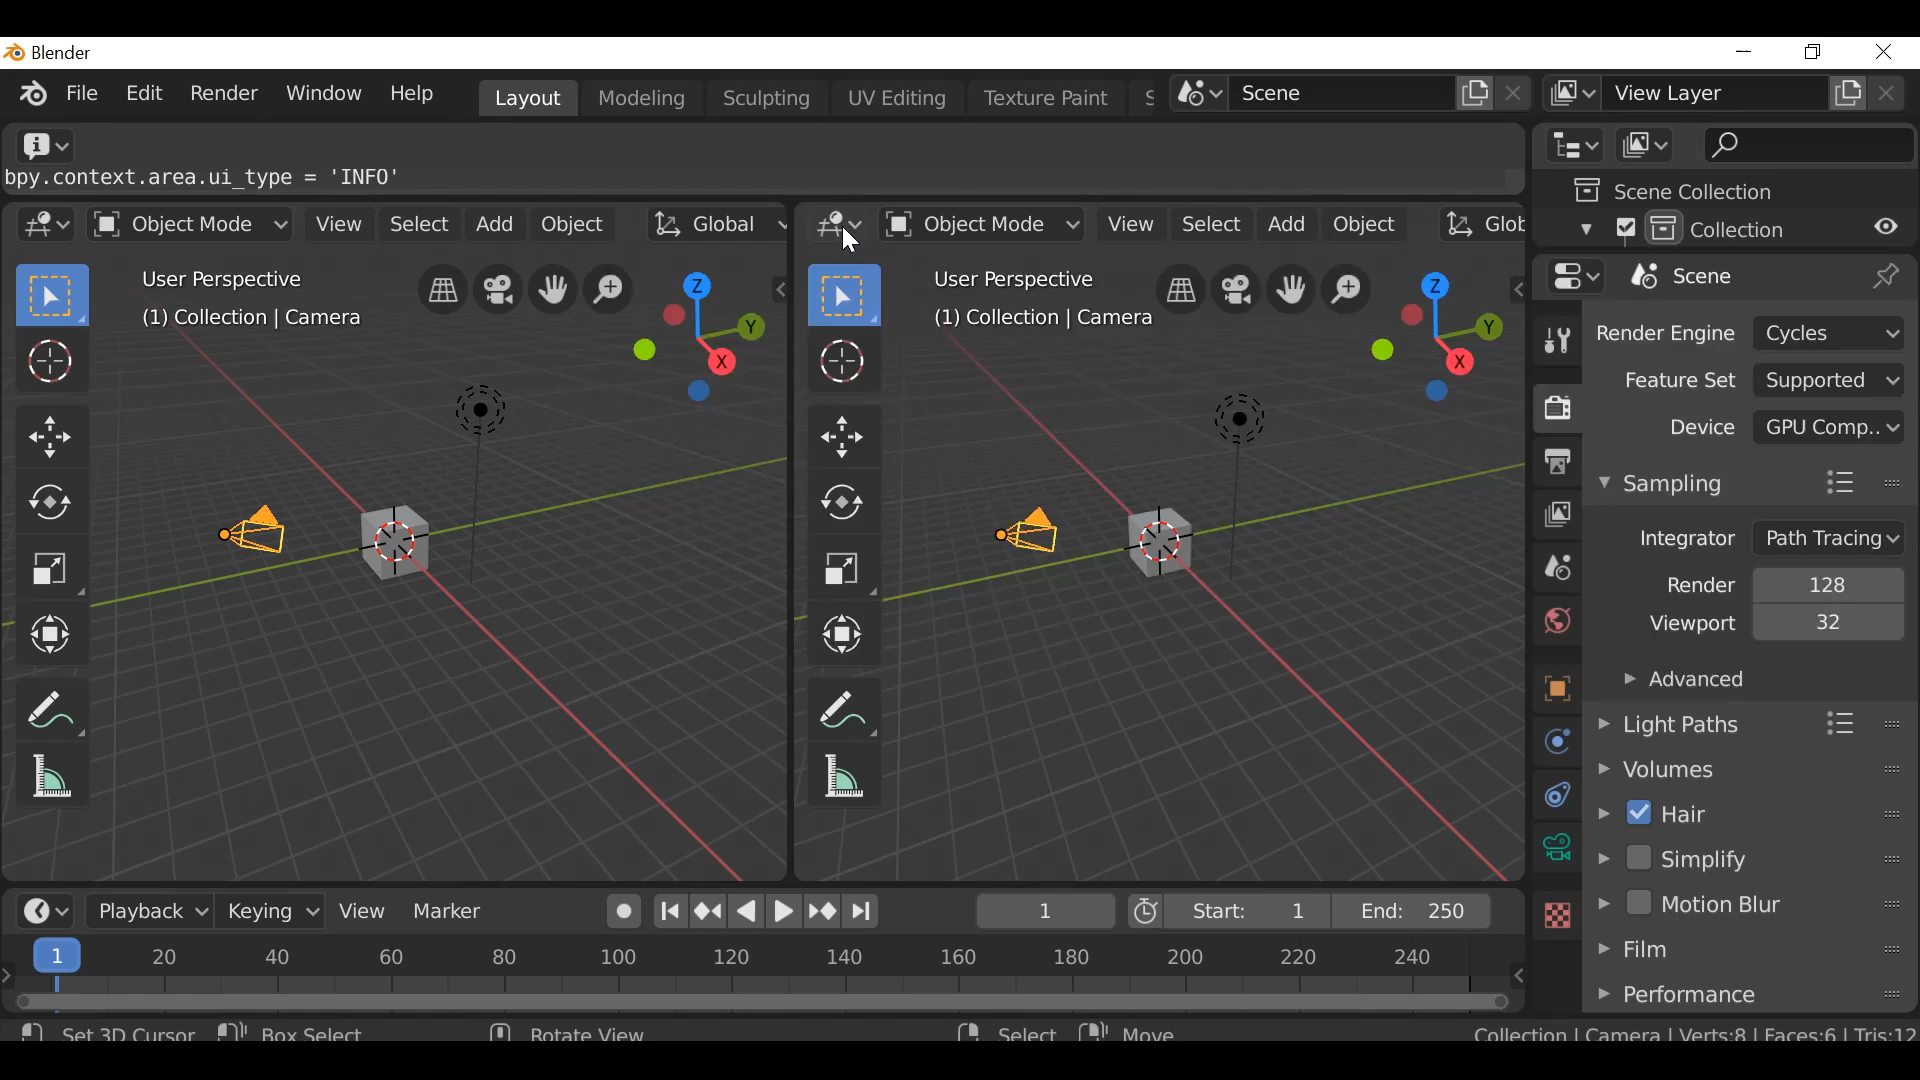 Blender
File Edit Render Window Help Layout Modeling Sculpting UV Editing Texture Paint S Scene View Layer
bpy.context.area.ui_type = 'INFO'
Scene Collection
Collection
Object Mode View Select Add Object Global
Object Mode View Select Add Object Glob
Scene
User Perspective
(1) Collection | Camera
Z
Y
X
User Perspective
(1) Collection | Camera
Z
Y
X
Render Engine Cycles
Feature Set Supported
Device GPU Comp..
Sampling
Integrator Path Tracing
Render 128
Viewport 32
Advanced
Light Paths
Volumes
Hair
Simplify
Motion Blur
Film
Performance
Playback Keying View Marker 1 Start: 1 End: 250
1 20 40 60 80 100 120 140 160 180 200 220 240
Set 3D Cursor Box Select Rotate View Select Move Collection | Camera | Verts:8 | Faces:6 | Tris:12